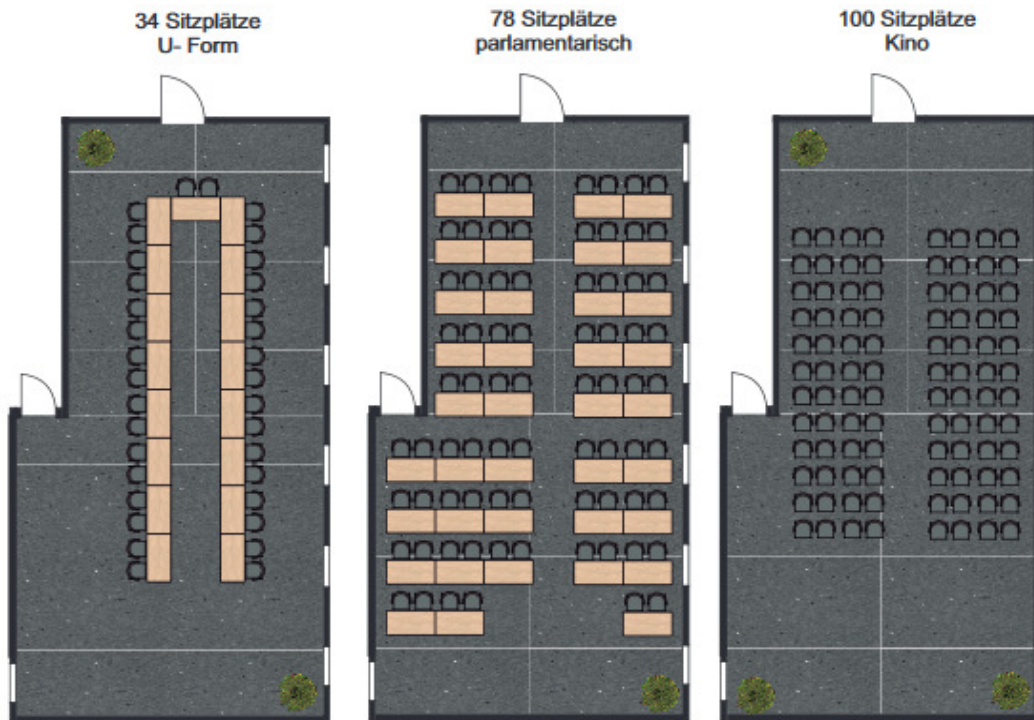 34 Sitzplätze
U- Form
78 Sitzplätze
parlamentarisch
100 Sitzplätze
Kino